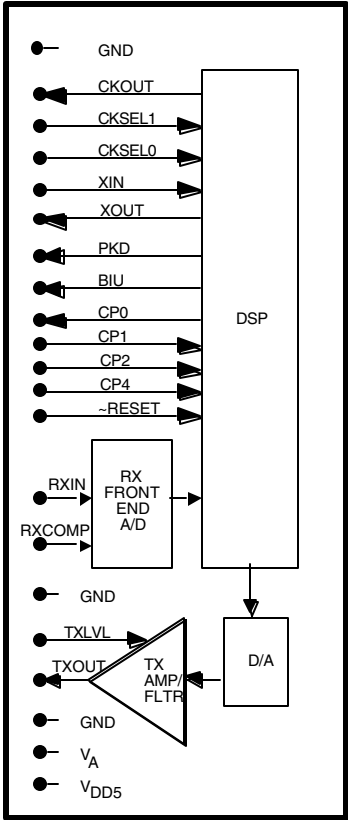 GND
CKOUT
CKSEL1
CKSEL0
XIN
XOUT
PKD
BIU
CP0
DSP
CP1
CP2
CP4
~RESET
RXIN
RX
FRONT
END
A/D
RXCOMP
GND
TXLVL
TXOUT
TX
AMP/
FLTR
D/A
GND
VA
VDD5